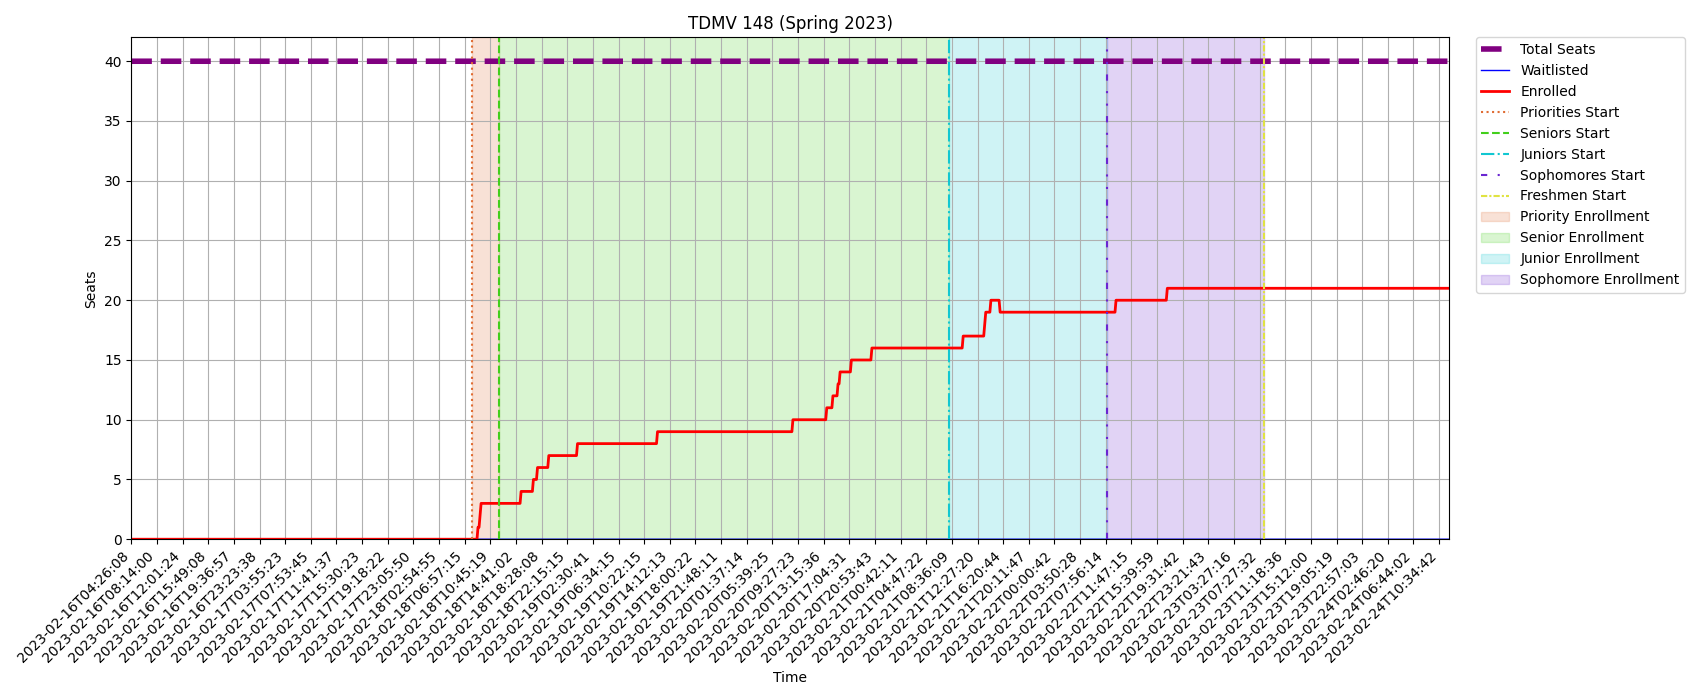 TDMV 148 (Spring 2023)
Seats
40
35
30
25
20
15
10
5
0
2023-02-16T04:26:08
2023-02-16T08:14:00
2023-02-16T12:01:24
2023-02-16T15:49:08
2023-02-16T19:36:57
2023-02-16T23:23:38
2023-02-17T03:55:23
2023-02-17T07:53:45
2023-02-17T11:41:37
2023-02-17T15:30:23
2023-02-17T19:18:22
2023-02-17T23:05:50
2023-02-18T02:54:55
2023-02-18T06:57:15
2023-02-18T10:45:19
2023-02-18T14:41:02
2023-02-18T18:28:08
2023-02-18T22:15:15
2023-02-19T02:30:41
2023-02-19T06:34:15
2023-02-19T10:22:15
2023-02-19T14:12:13
2023-02-19T18:00:22
2023-02-19T21:48:11
2023-02-20T01:37:14
2023-02-20T05:39:25
2023-02-20T09:27:23
2023-02-20T13:15:36
2023-02-20T17:04:31
2023-02-20T20:53:43
2023-02-21T00:42:11
2023-02-21T04:47:22
2023-02-21T08:36:09
2023-02-21T12:27:20
2023-02-21T16:20:44
2023-02-21T20:11:47
2023-02-22T00:00:42
2023-02-22T03:50:28
2023-02-22T07:56:14
2023-02-22T11:47:15
2023-02-22T15:39:59
2023-02-22T19:31:42
2023-02-22T23:21:43
2023-02-23T03:27:16
2023-02-23T07:27:32
2023-02-23T11:18:36
2023-02-23T15:12:00
2023-02-23T19:05:19
2023-02-23T22:57:03
2023-02-24T02:46:20
2023-02-24T06:44:02
2023-02-24T10:34:42
Time
Total Seats
Waitlisted
Enrolled
Priorities Start
Seniors Start
Juniors Start
Sophomores Start
Freshmen Start
Priority Enrollment
Senior Enrollment
Junior Enrollment
Sophomore Enrollment